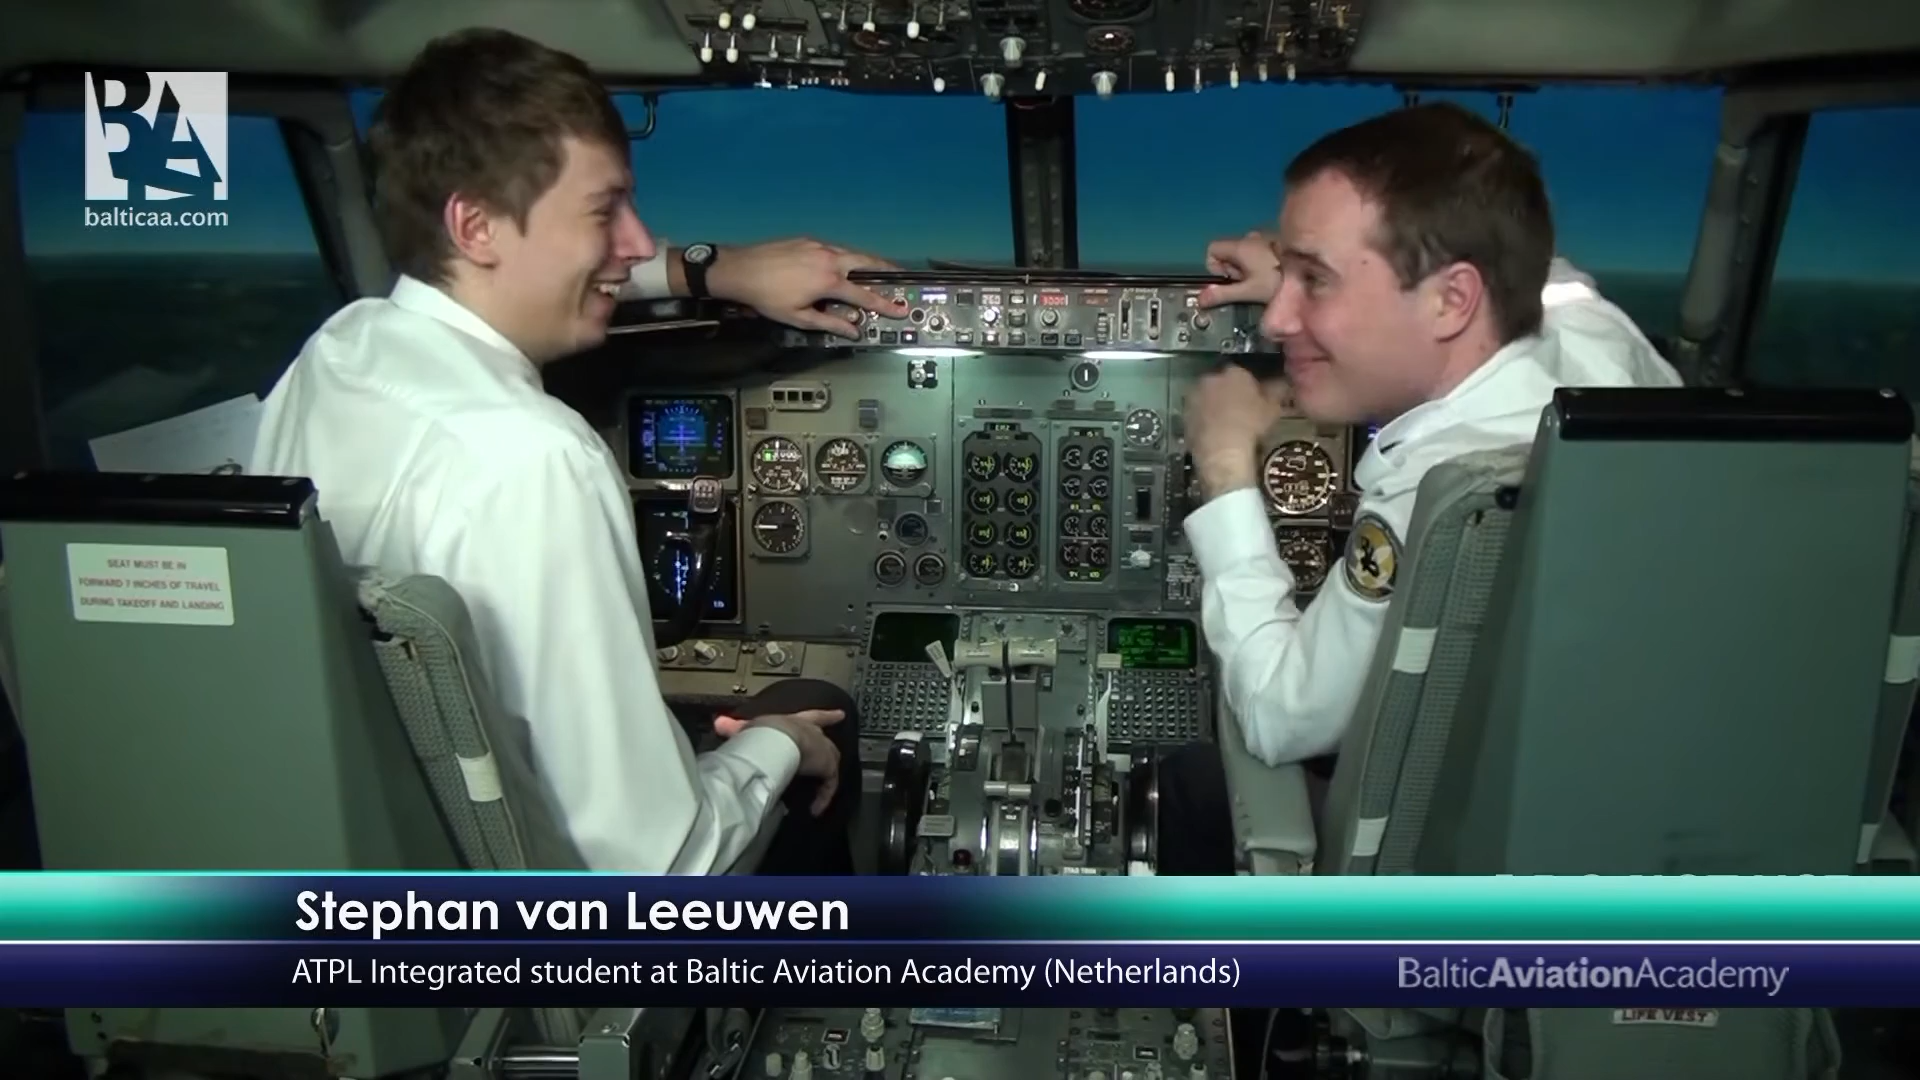 BAA
balticaa.com
SEAT MUST BE IN
FORWARD 7 INCHES OF TRAVEL
DURING TAKEOFF AND LANDING
Stephan van Leeuwen
ATPL Integrated student at Baltic Aviation Academy (Netherlands)
BalticAviationAcademy
LIFE VEST